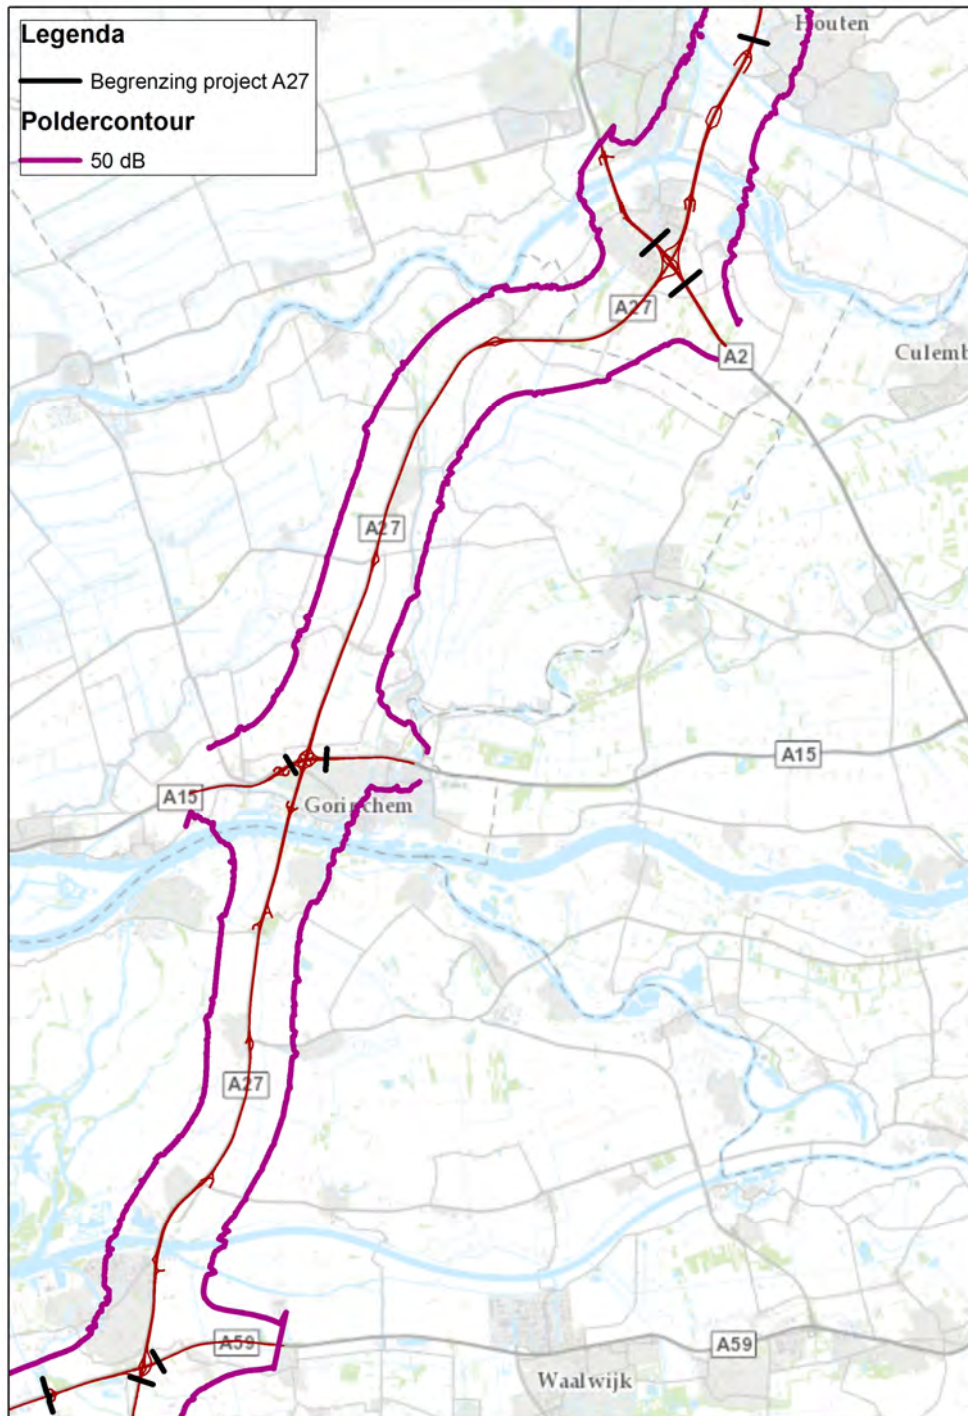 Legenda
Begrenzing project A27
Poldercontour
50 dB
Houten
A27
A2
Culemb
A27
A15
A15
Gorinchem
A27
A59
A59
Waalwijk